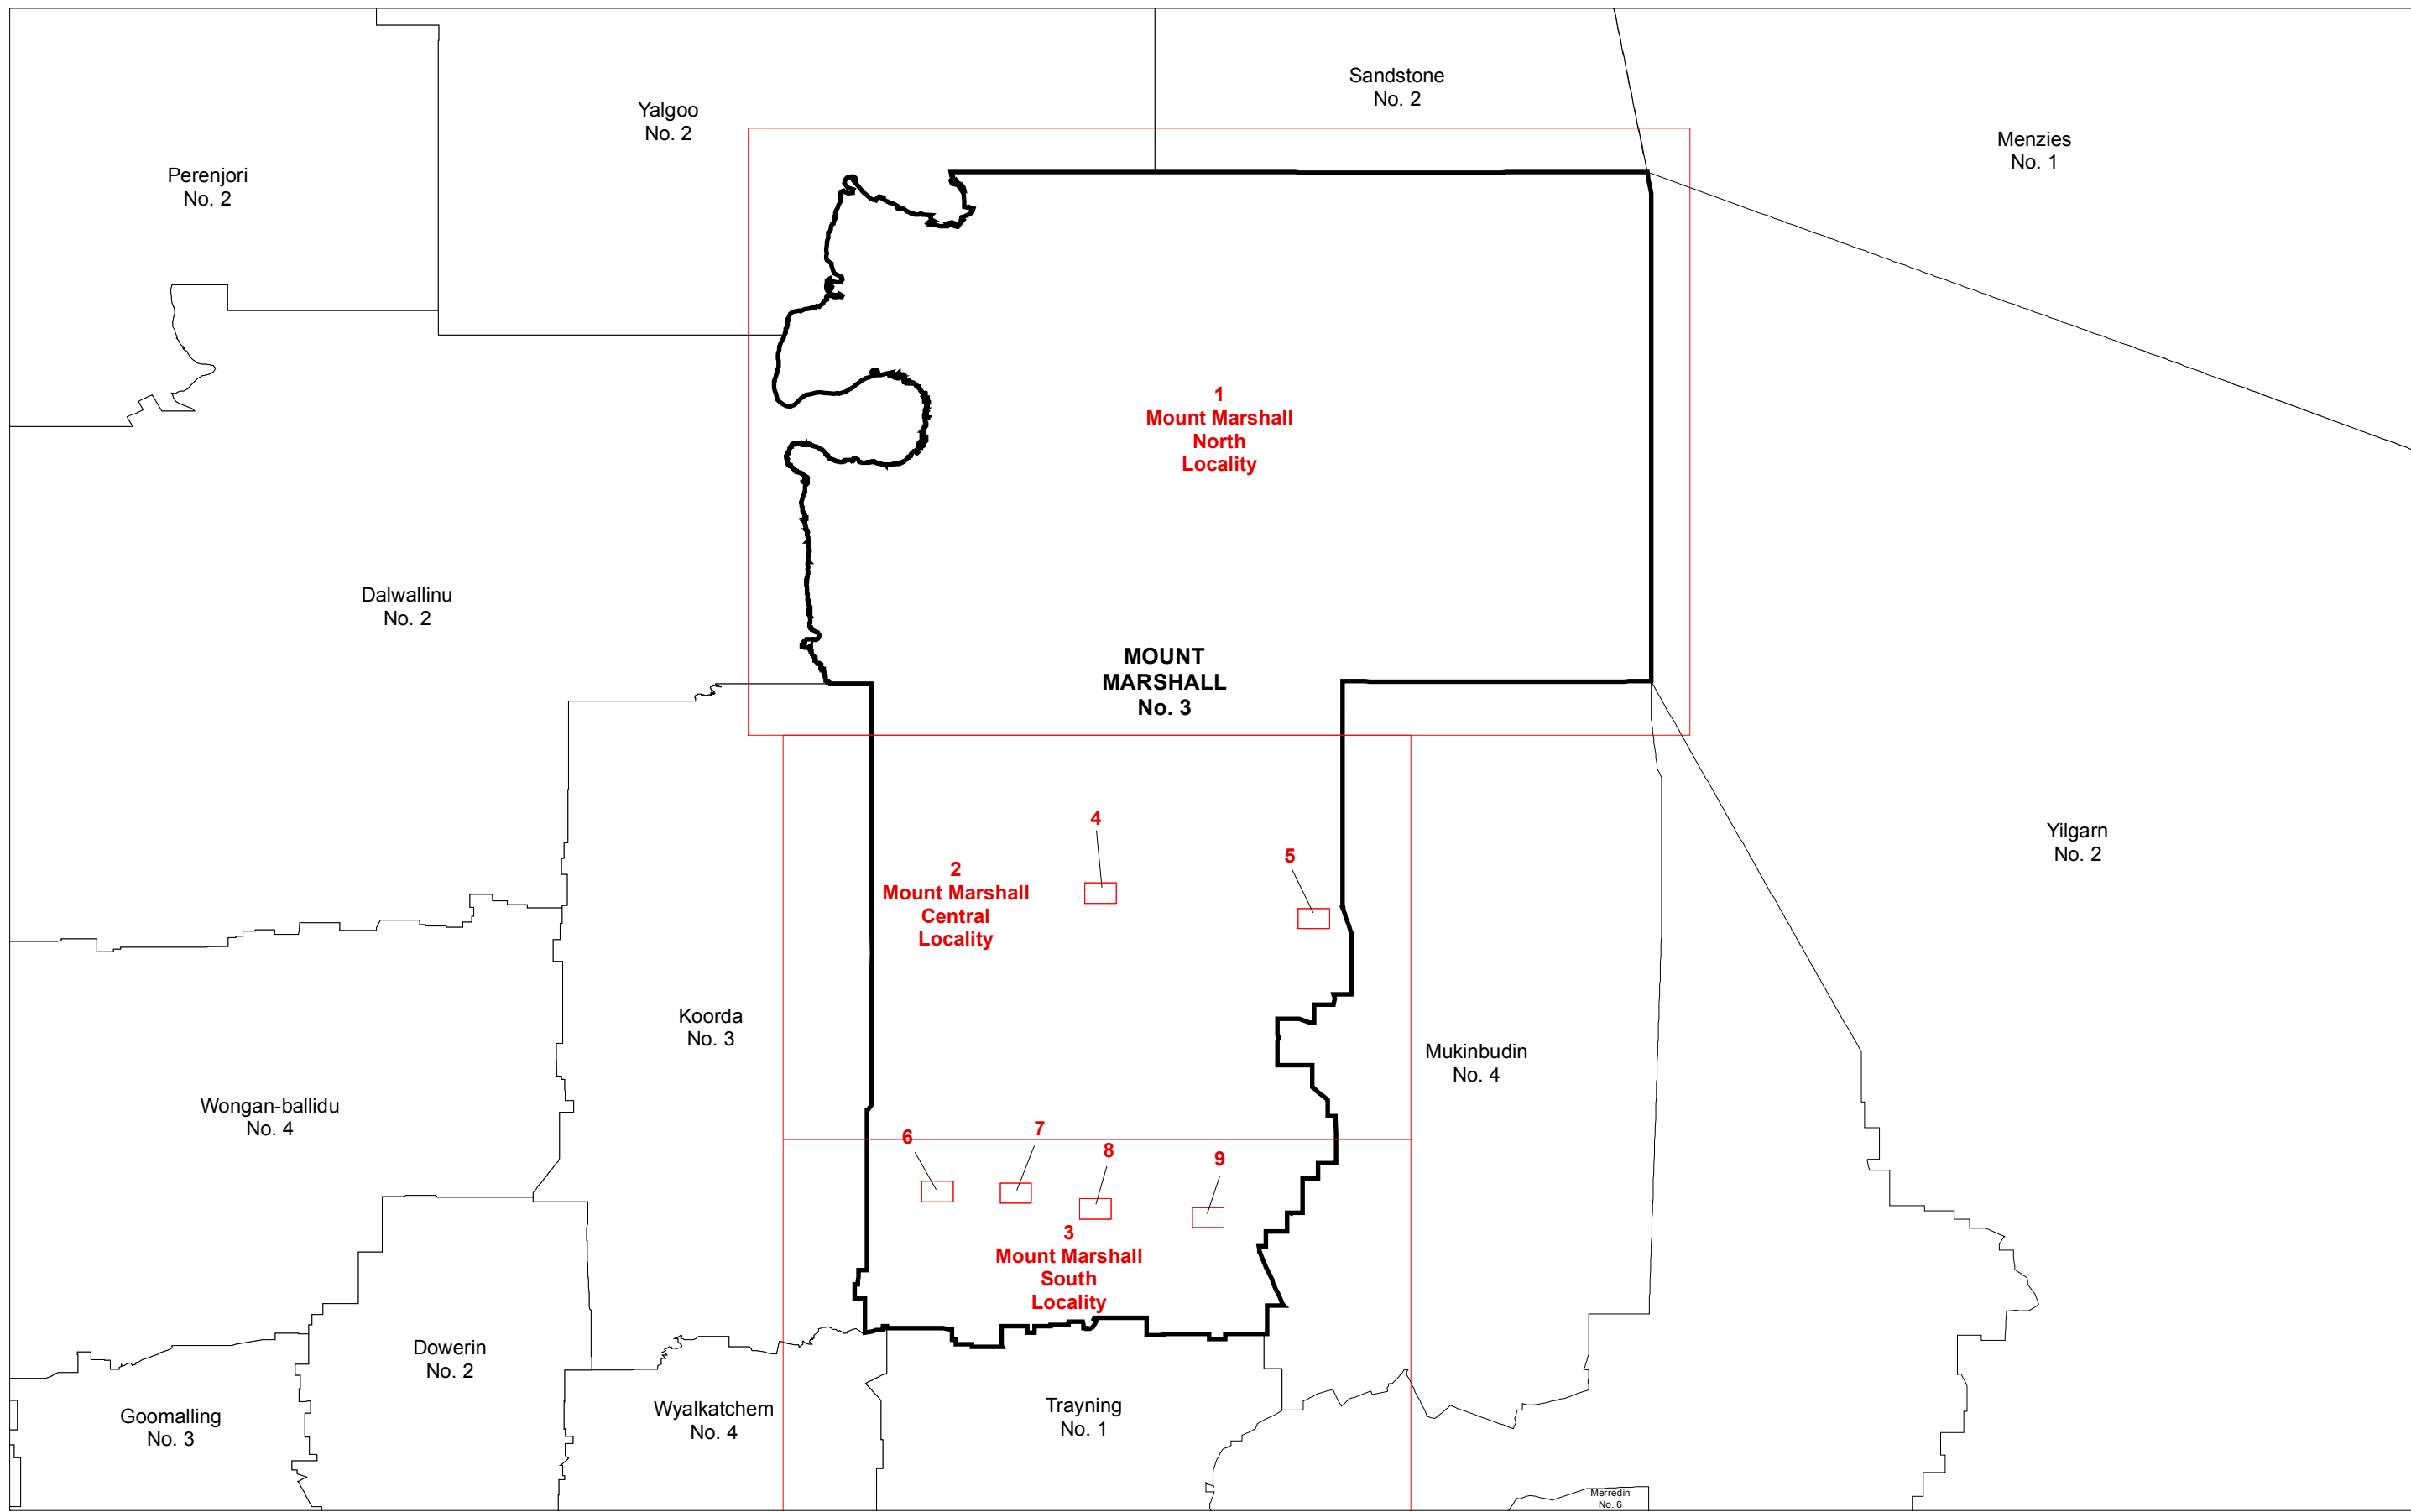 Sandstone
No. 2
Yalgoo
No. 2
Menzies
No. 1
Perenjori
No. 2
1
Mount Marshall
North
Locality
Dalwallinu
No. 2
MOUNT
MARSHALL
No. 3
4
5
2
Mount Marshall
Central
Locality
Yilgarn
No. 2
Koorda
No. 3
Mukinbudin
No. 4
Wongan-ballidu
No. 4
6
7
8
9
3
Mount Marshall
South
Locality
Dowerin
No. 2
Goomalling
No. 3
Wyalkatchem
No. 4
Trayning
No. 1
Merredin
No. 6